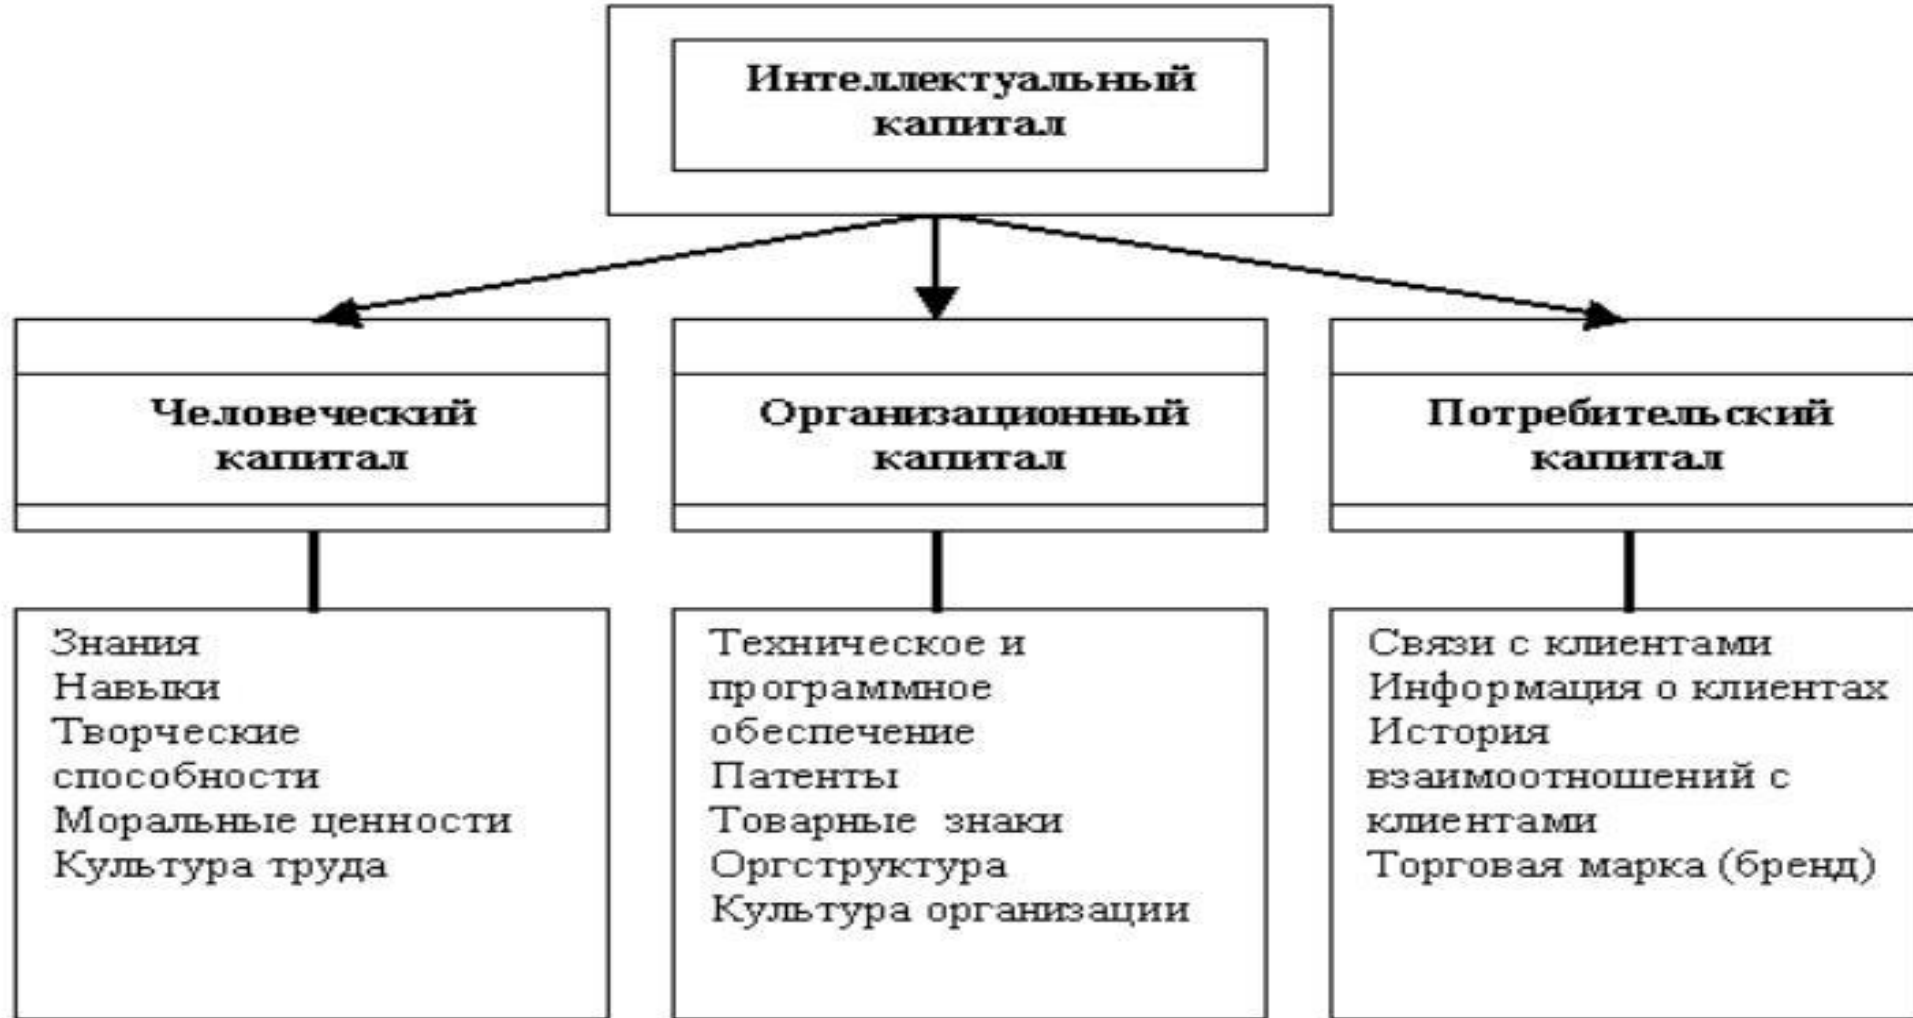 Интеллектуальный
капитал
Человеческий
капитал
Организационный
капитал
Потребительский
капитал
Знания
Навыки
Творческие
способности
Моральные ценности
Культура труда
Техническое и
программное
обеспечение
Патенты
Товарные знаки
Оргструктура
Культура организации
Связи с клиентами
Информация о клиентах
История
взаимоотношений с
клиентами
Торговая марка (бренд)